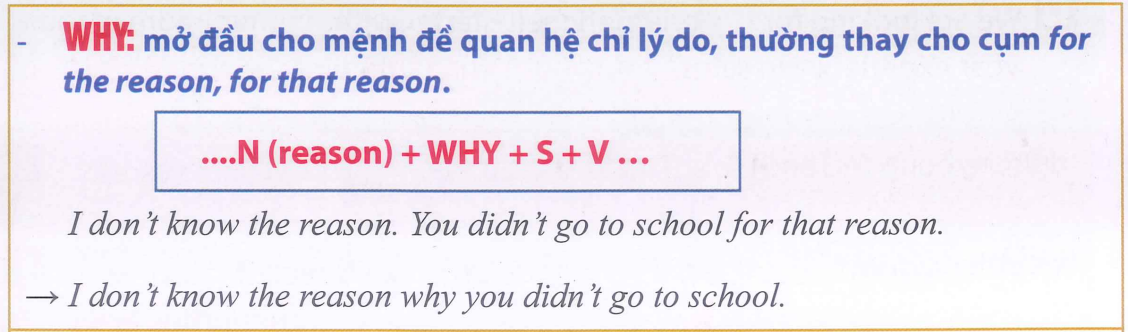 - WHY: mở đầu cho mệnh đề quan hệ chỉ lý do, thường thay cho cụm for
the reason, for that reason.
....N (reason) + WHY + S + V ...
I don't know the reason. You didn't go to school for that reason.
→ I don't know the reason why you didn't go to school.